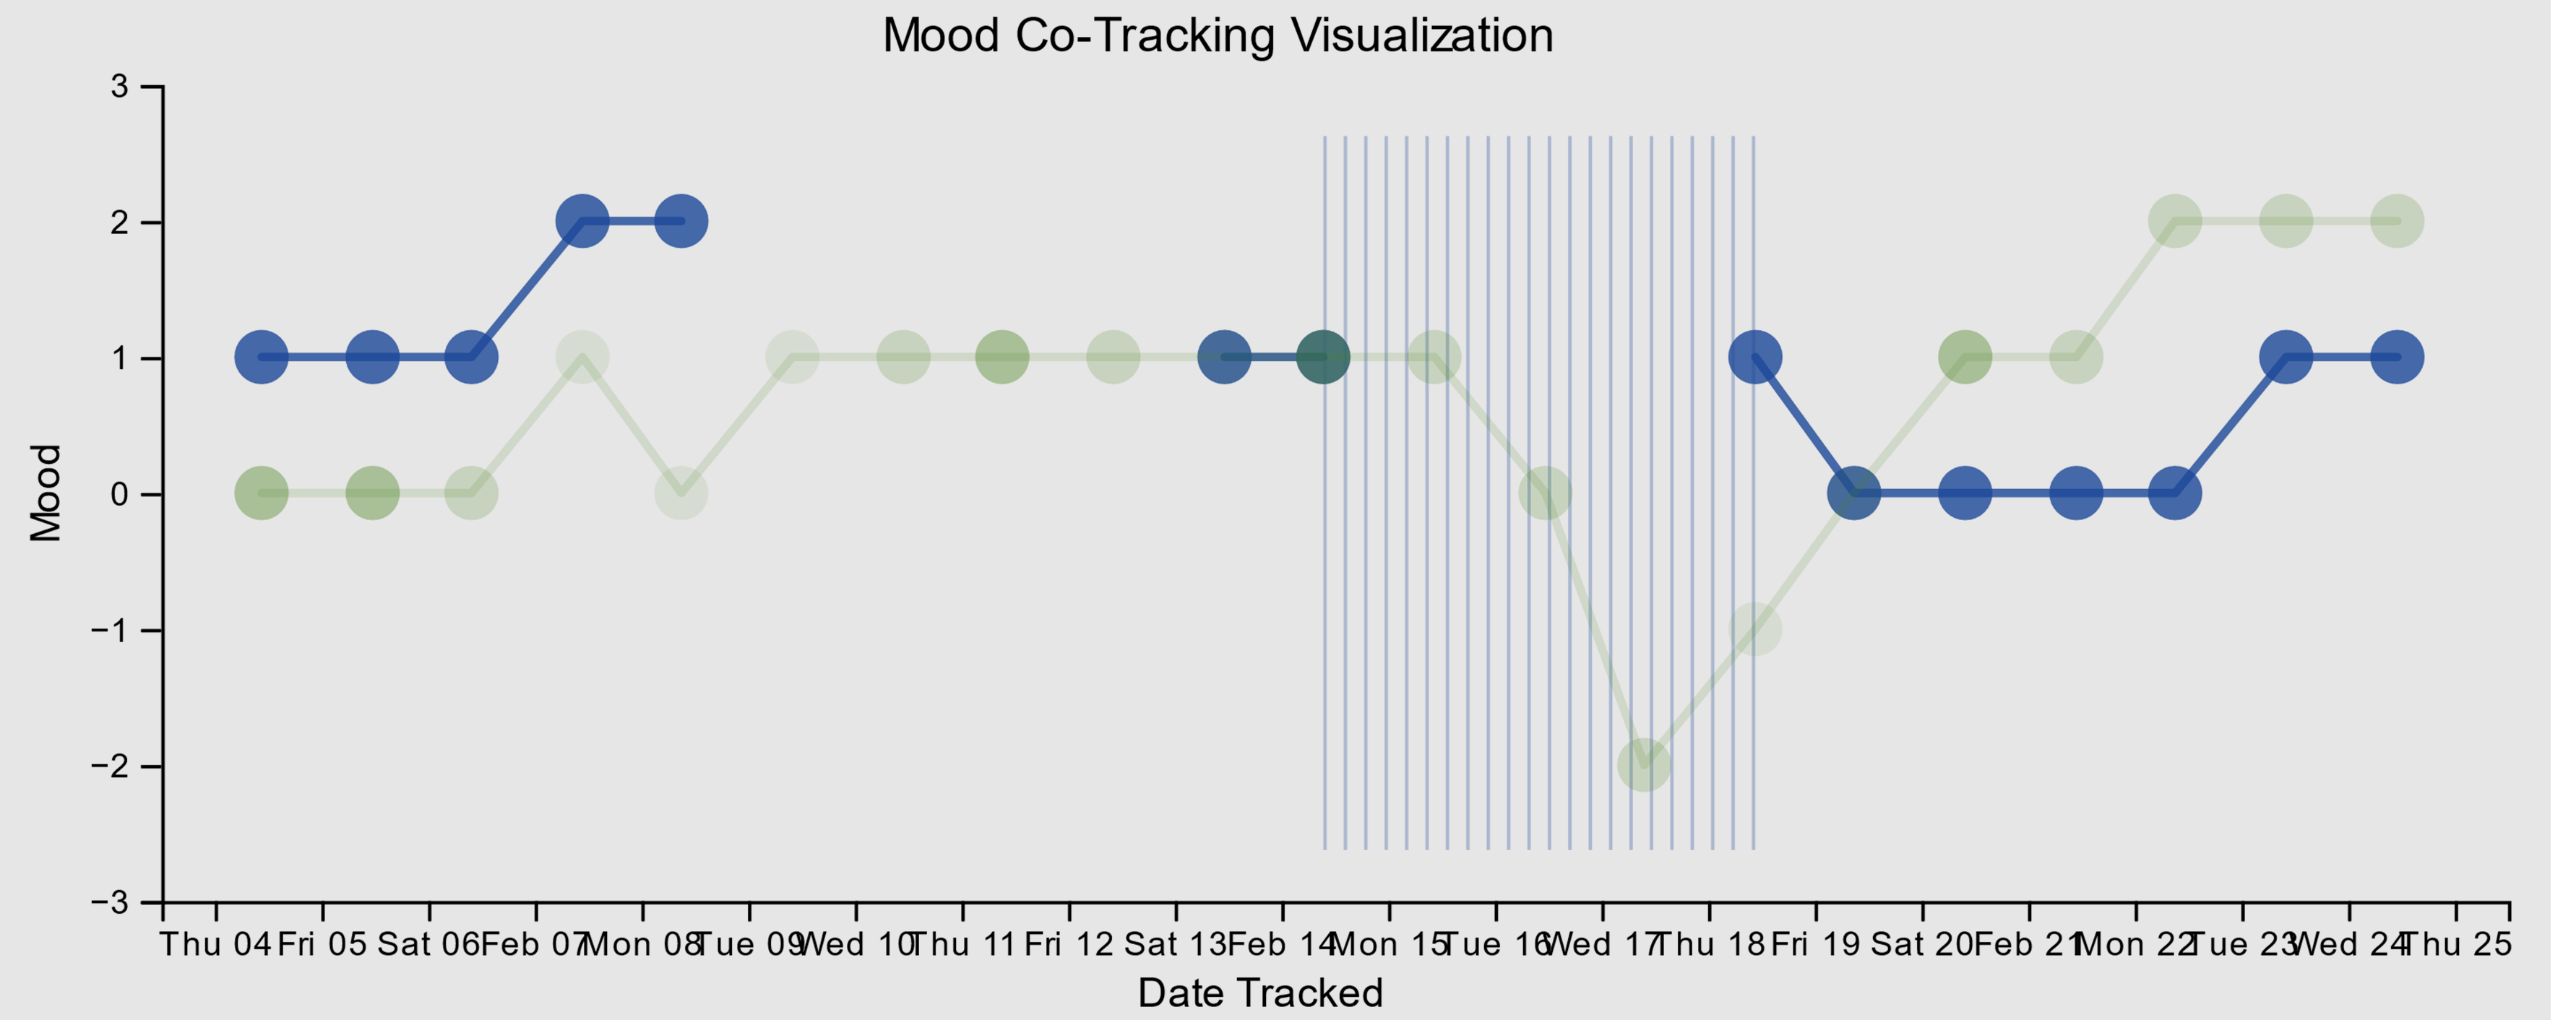 Mood Co-Tracking Visualization
3
2
1
0
−1
−2
−3
Mood
Thu 04 Fri 05 Sat 06 Feb 07 Mon 08 Tue 09 Wed 10 Thu 11 Fri 12 Sat 13 Feb 14 Mon 15 Tue 16 Wed 17 Thu 18 Fri 19 Sat 20 Feb 21 Mon 22 Tue 23 Wed 24 Thu 25
Date Tracked